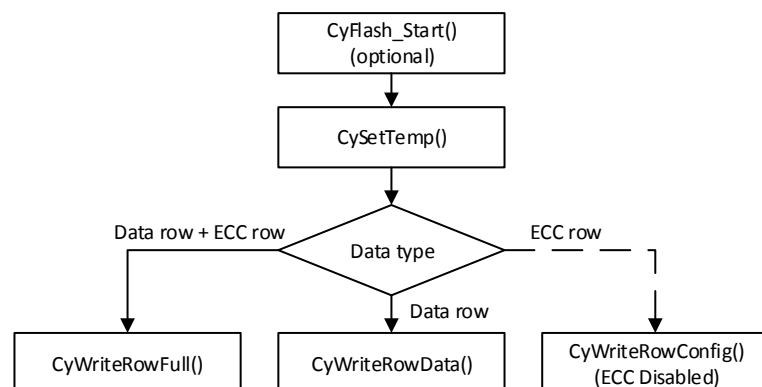 CyFlash_Start()
(optional)
CySetTemp()
Data row + ECC row
Data type
ECC row
Data row
CyWriteRowFull()
CyWriteRowData()
CyWriteRowConfig()
(ECC Disabled)